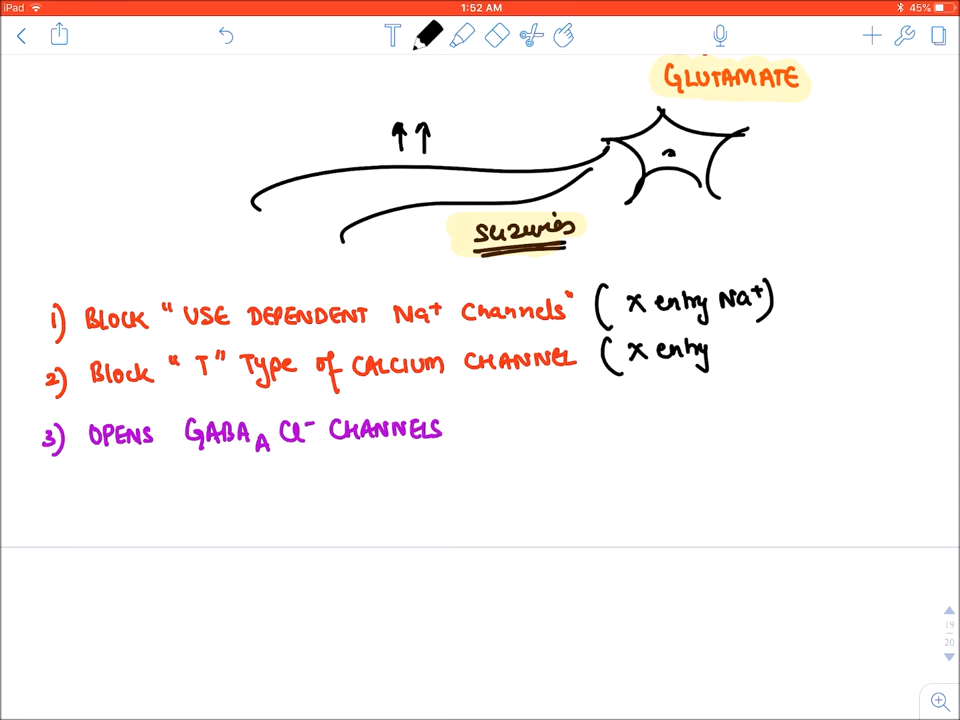 iPad 1:52 AM 45%
T
GLUTAMATE
↑ ↑
seizures
1) BLOCK "USE DEPENDENT Na+ Channels" ( x entry Na+)
2) Block "T" Type of CALCIUM CHANNEL ( x entry
3) OPENS GABA A Cl- CHANNELS
19
20